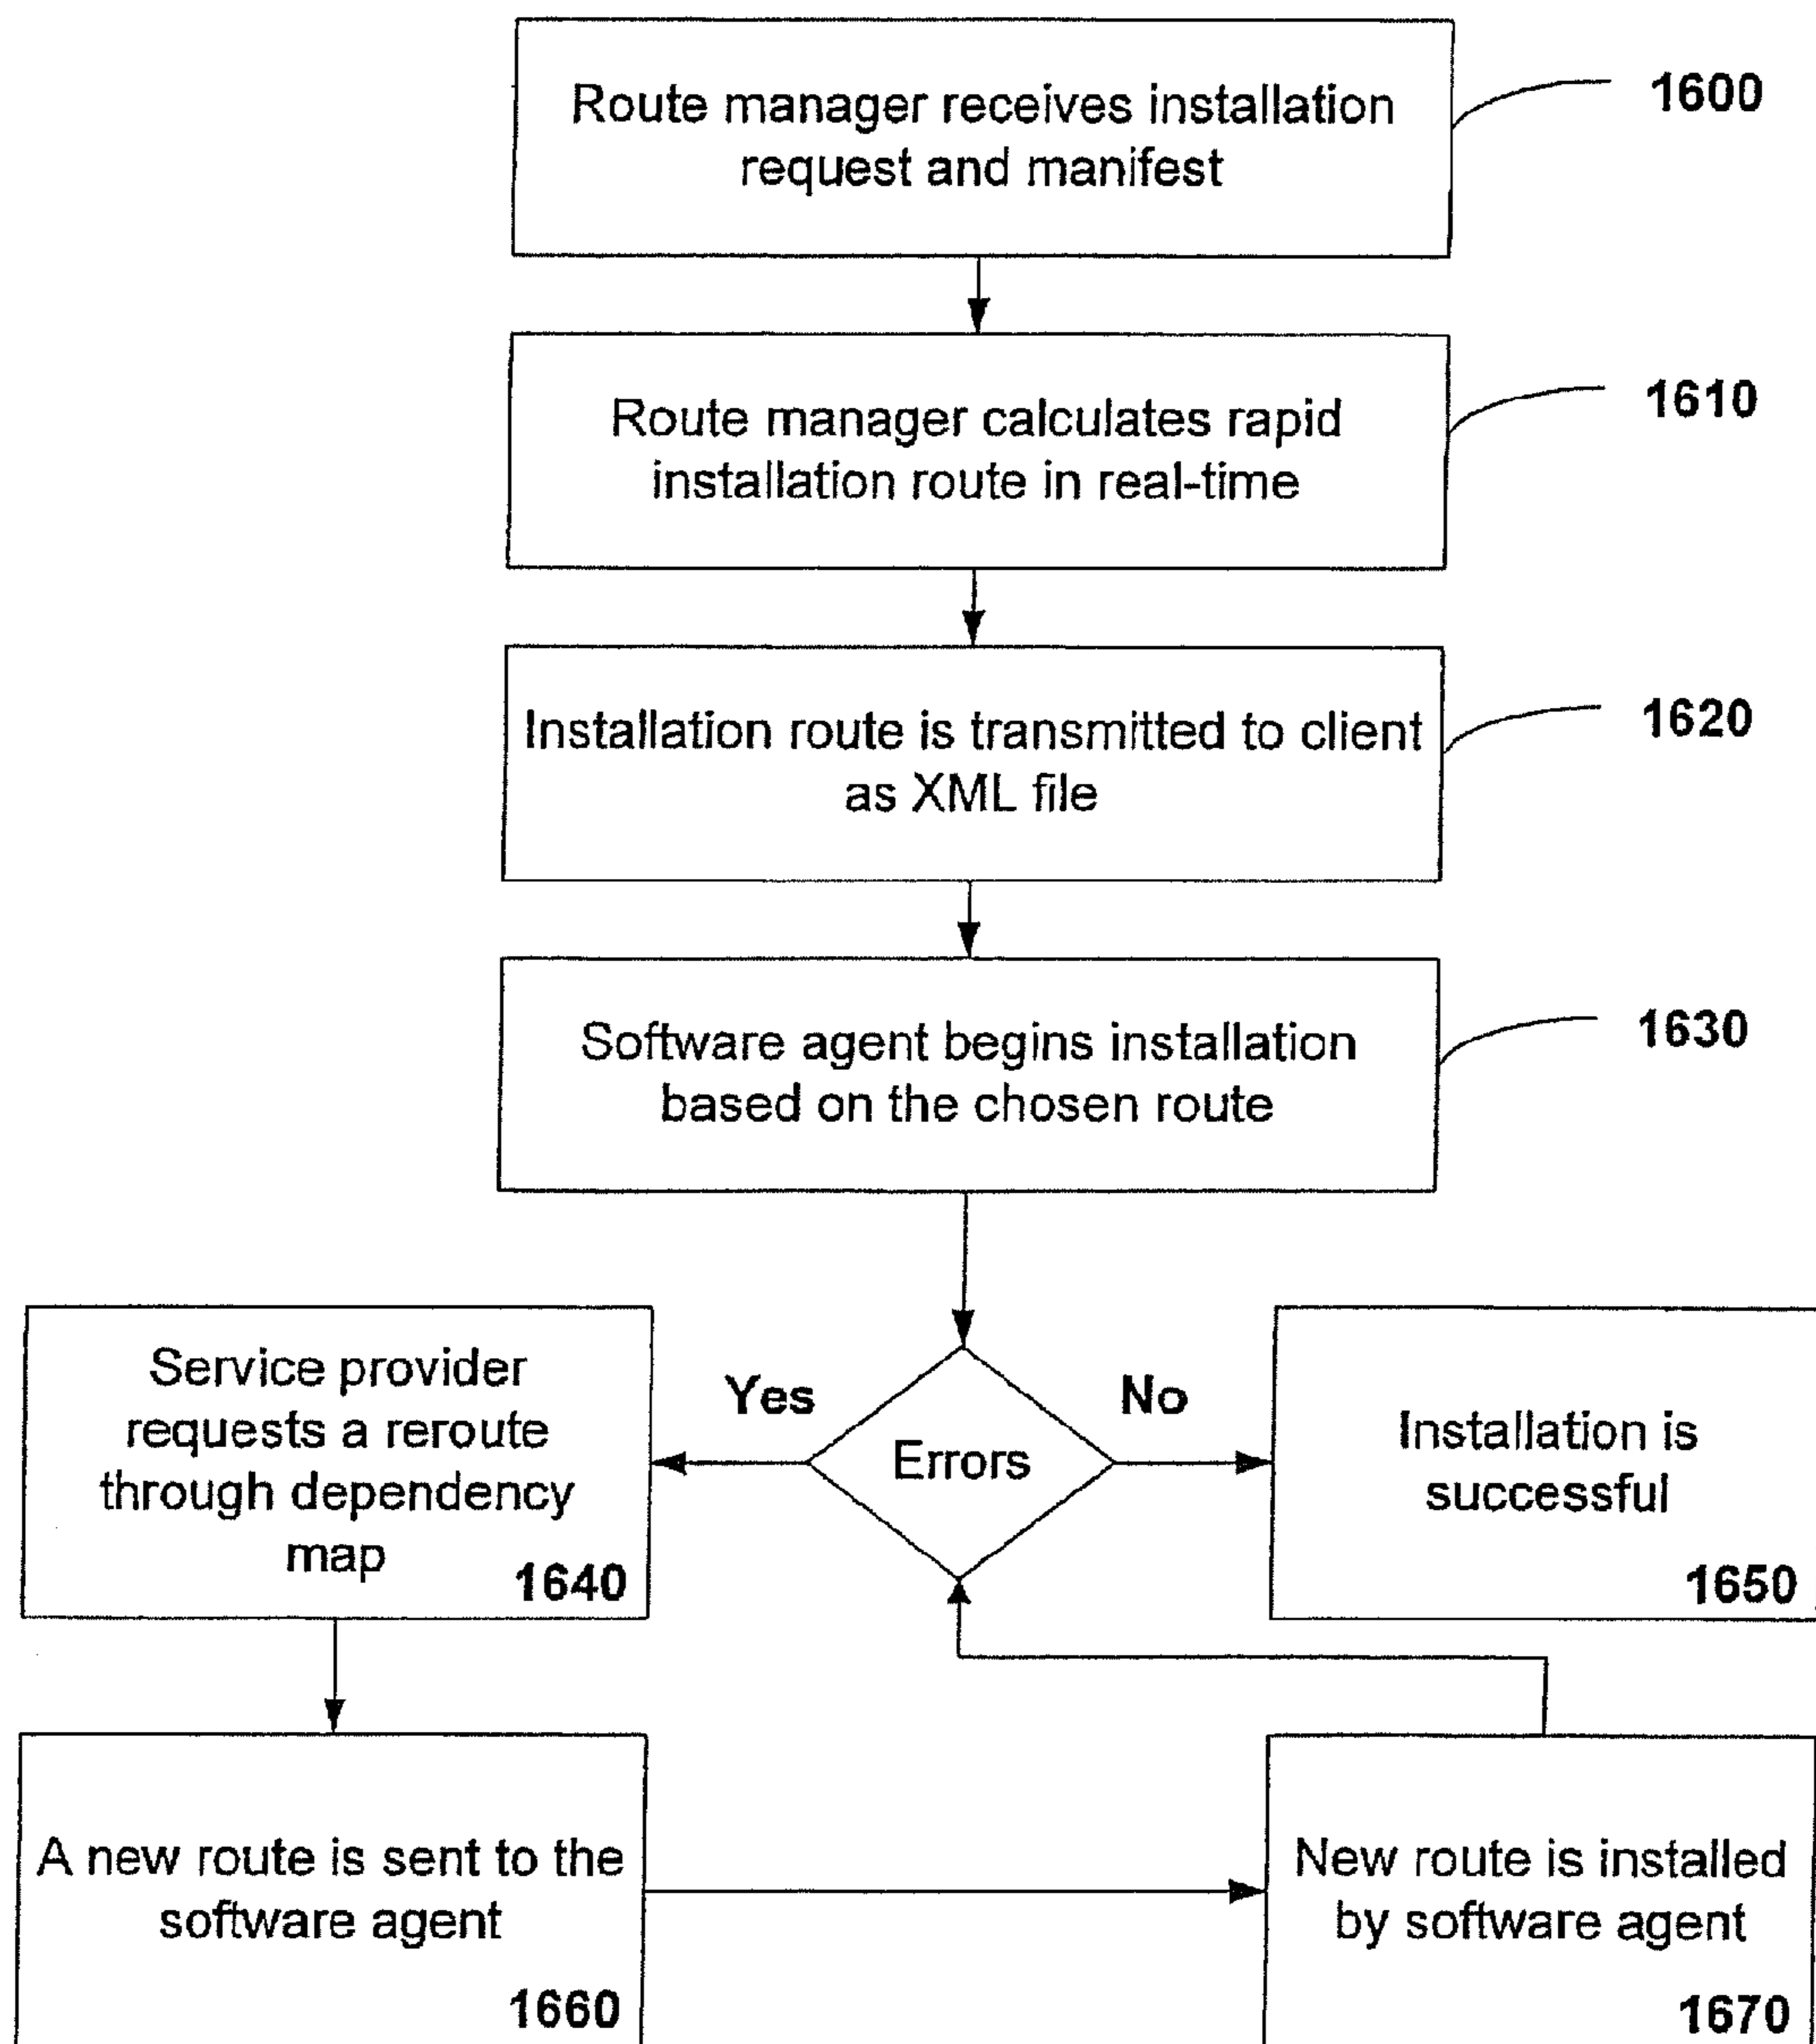 Route manager receives installation
request and manifest
1600
Route manager calculates rapid
installation route in real-time
1610
Installation route is transmitted to client
as XML file
1620
Software agent begins installation
based on the chosen route
1630
Service provider
requests a reroute
through dependency
map
1640
Yes
Errors
No
Installation is
successful
1650
A new route is sent to the
software agent
1660
New route is installed
by software agent
1670